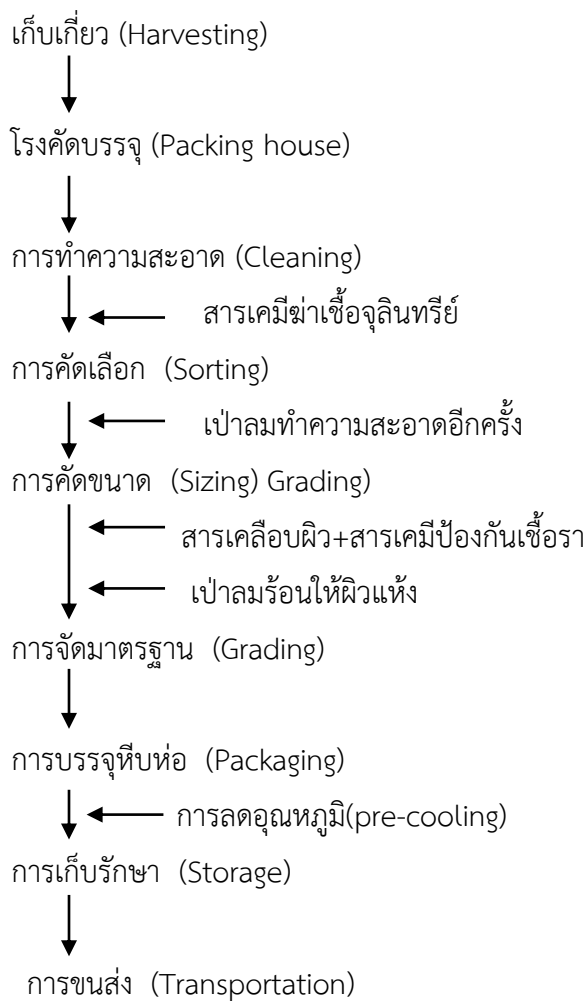 เก็บเกี่ยว (Harvesting)
โรงคัดบรรจุ (Packing house)
การทำความสะอาด (Cleaning)
สารเคมีฆ่าเชื้อจุลินทรีย์
การคัดเลือก (Sorting)
เป่าลมทำความสะอาดอีกครั้ง
การคัดขนาด (Sizing) Grading)
สารเคลือบผิว+สารเคมีป้องกันเชื้อรา
เป่าลมร้อนให้ผิวแห้ง
การจัดมาตรฐาน (Grading)
การบรรจุหีบห่อ (Packaging)
การลดอุณหภูมิ(pre-cooling)
การเก็บรักษา (Storage)
การขนส่ง (Transportation)